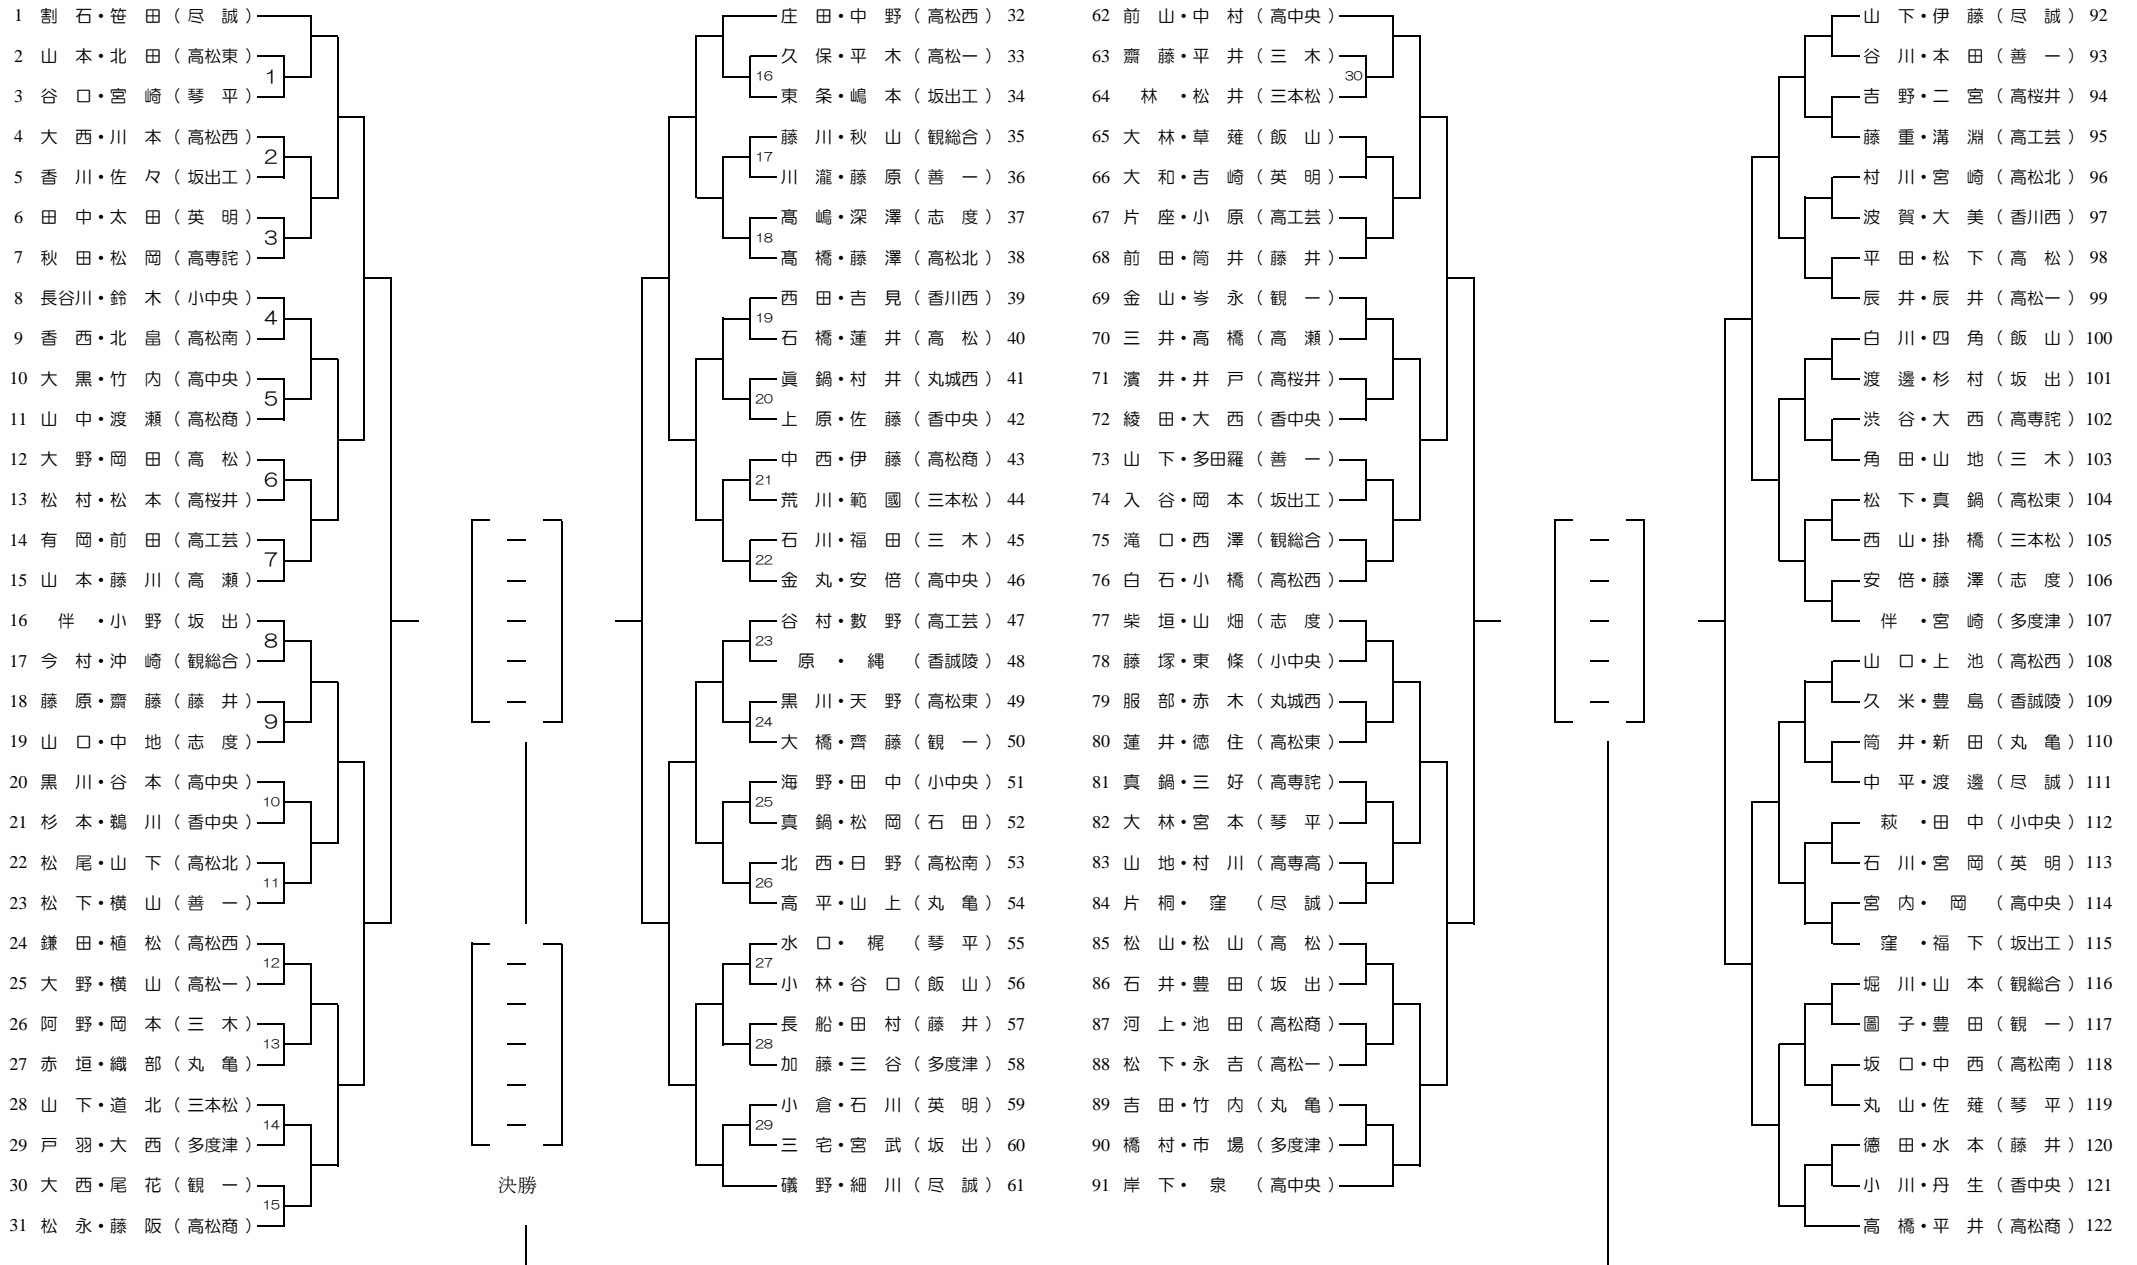 1 割 石・笹 田 ( 尽 誠 )
2 山 本・北 田 ( 高松東 )
1
3 谷 口・宮 崎 ( 琴 平 )
4 大 西・川 本 ( 高松西 )
2
5 香 川・佐 々 ( 坂出工 )
6 田 中・太 田 ( 英 明 )
3
7 秋 田・松 岡 ( 高専詫 )
8 長谷川・鈴 木 ( 小中央 )
4
9 香 西・北 畠 ( 高松南 )
10 大 黒・竹 内 ( 高中央 )
5
11 山 中・渡 瀬 ( 高松商 )
12 大 野・岡 田 ( 高 松 )
6
13 松 村・松 本 ( 高桜井 )
14 有 岡・前 田 ( 高工芸 )
7
15 山 本・藤 川 ( 高 瀬 )
16 伴 ・小 野 ( 坂 出 )
8
17 今 村・沖 崎 ( 観総合 )
18 藤 原・齋 藤 ( 藤 井 )
9
19 山 口・中 地 ( 志 度 )
20 黒 川・谷 本 ( 高中央 )
10
21 杉 本・鵜 川 ( 香中央 )
22 松 尾・山 下 ( 高松北 )
11
23 松 下・横 山 ( 善 一 )
24 鎌 田・植 松 ( 高松西 )
12
25 大 野・横 山 ( 高松一 )
26 阿 野・岡 本 ( 三 木 )
13
27 赤 垣・織 部 ( 丸 亀 )
28 山 下・道 北 ( 三本松 )
14
29 戸 羽・大 西 ( 多度津 )
30 大 西・尾 花 ( 観 一 )
15
31 松 永・藤 阪 ( 高松商 )
—
—
—
—
—
—
—
—
—
—
決勝
庄 田・中 野 ( 高松西 ) 32
久 保・平 木 ( 高松一 ) 33
16
東 条・嶋 本 ( 坂出工 ) 34
藤 川・秋 山 ( 観総合 ) 35
17
川 瀧・藤 原 ( 善 一 ) 36
髙 嶋・深 澤 ( 志 度 ) 37
18
髙 橋・藤 澤 ( 高松北 ) 38
西 田・吉 見 ( 香川西 ) 39
19
石 橋・蓮 井 ( 高 松 ) 40
眞 鍋・村 井 ( 丸城西 ) 41
20
上 原・佐 藤 ( 香中央 ) 42
中 西・伊 藤 ( 高松商 ) 43
21
荒 川・範 國 ( 三本松 ) 44
石 川・福 田 ( 三 木 ) 45
22
金 丸・安 倍 ( 高中央 ) 46
谷 村・數 野 ( 高工芸 ) 47
23
原 ・ 縄 ( 香誠陵 ) 48
黒 川・天 野 ( 高松東 ) 49
24
大 橋・齊 藤 ( 観 一 ) 50
海 野・田 中 ( 小中央 ) 51
25
真 鍋・松 岡 ( 石 田 ) 52
北 西・日 野 ( 高松南 ) 53
26
高 平・山 上 ( 丸 亀 ) 54
水 口・ 梶 ( 琴 平 ) 55
27
小 林・谷 口 ( 飯 山 ) 56
長 船・田 村 ( 藤 井 ) 57
28
加 藤・三 谷 ( 多度津 ) 58
小 倉・石 川 ( 英 明 ) 59
29
三 宅・宮 武 ( 坂 出 ) 60
磯 野・細 川 ( 尽 誠 ) 61
62 前 山・中 村 ( 高中央 )
63 齋 藤・平 井 ( 三 木 )
30
64 林 ・松 井 ( 三本松 )
65 大 林・草 薙 ( 飯 山 )
66 大 和・吉 崎 ( 英 明 )
67 片 座・小 原 ( 高工芸 )
68 前 田・筒 井 ( 藤 井 )
69 金 山・岑 永 ( 観 一 )
70 三 井・高 橋 ( 高 瀬 )
71 濱 井・井 戸 ( 高桜井 )
72 綾 田・大 西 ( 香中央 )
73 山 下・多田羅 ( 善 一 )
74 入 谷・岡 本 ( 坂出工 )
75 滝 口・西 澤 ( 観総合 )
76 白 石・小 橋 ( 高松西 )
77 柴 垣・山 畑 ( 志 度 )
78 藤 塚・東 條 ( 小中央 )
79 服 部・赤 木 ( 丸城西 )
80 蓮 井・徳 住 ( 高松東 )
81 真 鍋・三 好 ( 高専詫 )
82 大 林・宮 本 ( 琴 平 )
83 山 地・村 川 ( 高専高 )
84 片 桐・ 窪 ( 尽 誠 )
85 松 山・松 山 ( 高 松 )
86 石 井・豊 田 ( 坂 出 )
87 河 上・池 田 ( 高松商 )
88 松 下・永 吉 ( 高松一 )
89 吉 田・竹 内 ( 丸 亀 )
90 橋 村・市 場 ( 多度津 )
91 岸 下・ 泉 ( 高中央 )
—
—
—
—
—
山 下・伊 藤 ( 尽 誠 ) 92
谷 川・本 田 ( 善 一 ) 93
吉 野・二 宮 ( 高桜井 ) 94
藤 重・溝 淵 ( 高工芸 ) 95
村 川・宮 崎 ( 高松北 ) 96
波 賀・大 美 ( 香川西 ) 97
平 田・松 下 ( 高 松 ) 98
辰 井・辰 井 ( 高松一 ) 99
白 川・四 角 ( 飯 山 ) 100
渡 邊・杉 村 ( 坂 出 ) 101
渋 谷・大 西 ( 高専詫 ) 102
角 田・山 地 ( 三 木 ) 103
松 下・真 鍋 ( 高松東 ) 104
西 山・掛 橋 ( 三本松 ) 105
安 倍・藤 澤 ( 志 度 ) 106
伴 ・宮 崎 ( 多度津 ) 107
山 口・上 池 ( 高松西 ) 108
久 米・豊 島 ( 香誠陵 ) 109
筒 井・新 田 ( 丸 亀 ) 110
中 平・渡 邊 ( 尽 誠 ) 111
萩 ・田 中 ( 小中央 ) 112
石 川・宮 岡 ( 英 明 ) 113
宮 内・ 岡 ( 高中央 ) 114
窪 ・福 下 ( 坂出工 ) 115
堀 川・山 本 ( 観総合 ) 116
圖 子・豊 田 ( 観 一 ) 117
坂 口・中 西 ( 高松南 ) 118
丸 山・佐 薙 ( 琴 平 ) 119
德 田・水 本 ( 藤 井 ) 120
小 川・丹 生 ( 香中央 ) 121
高 橋・平 井 ( 高松商 ) 122